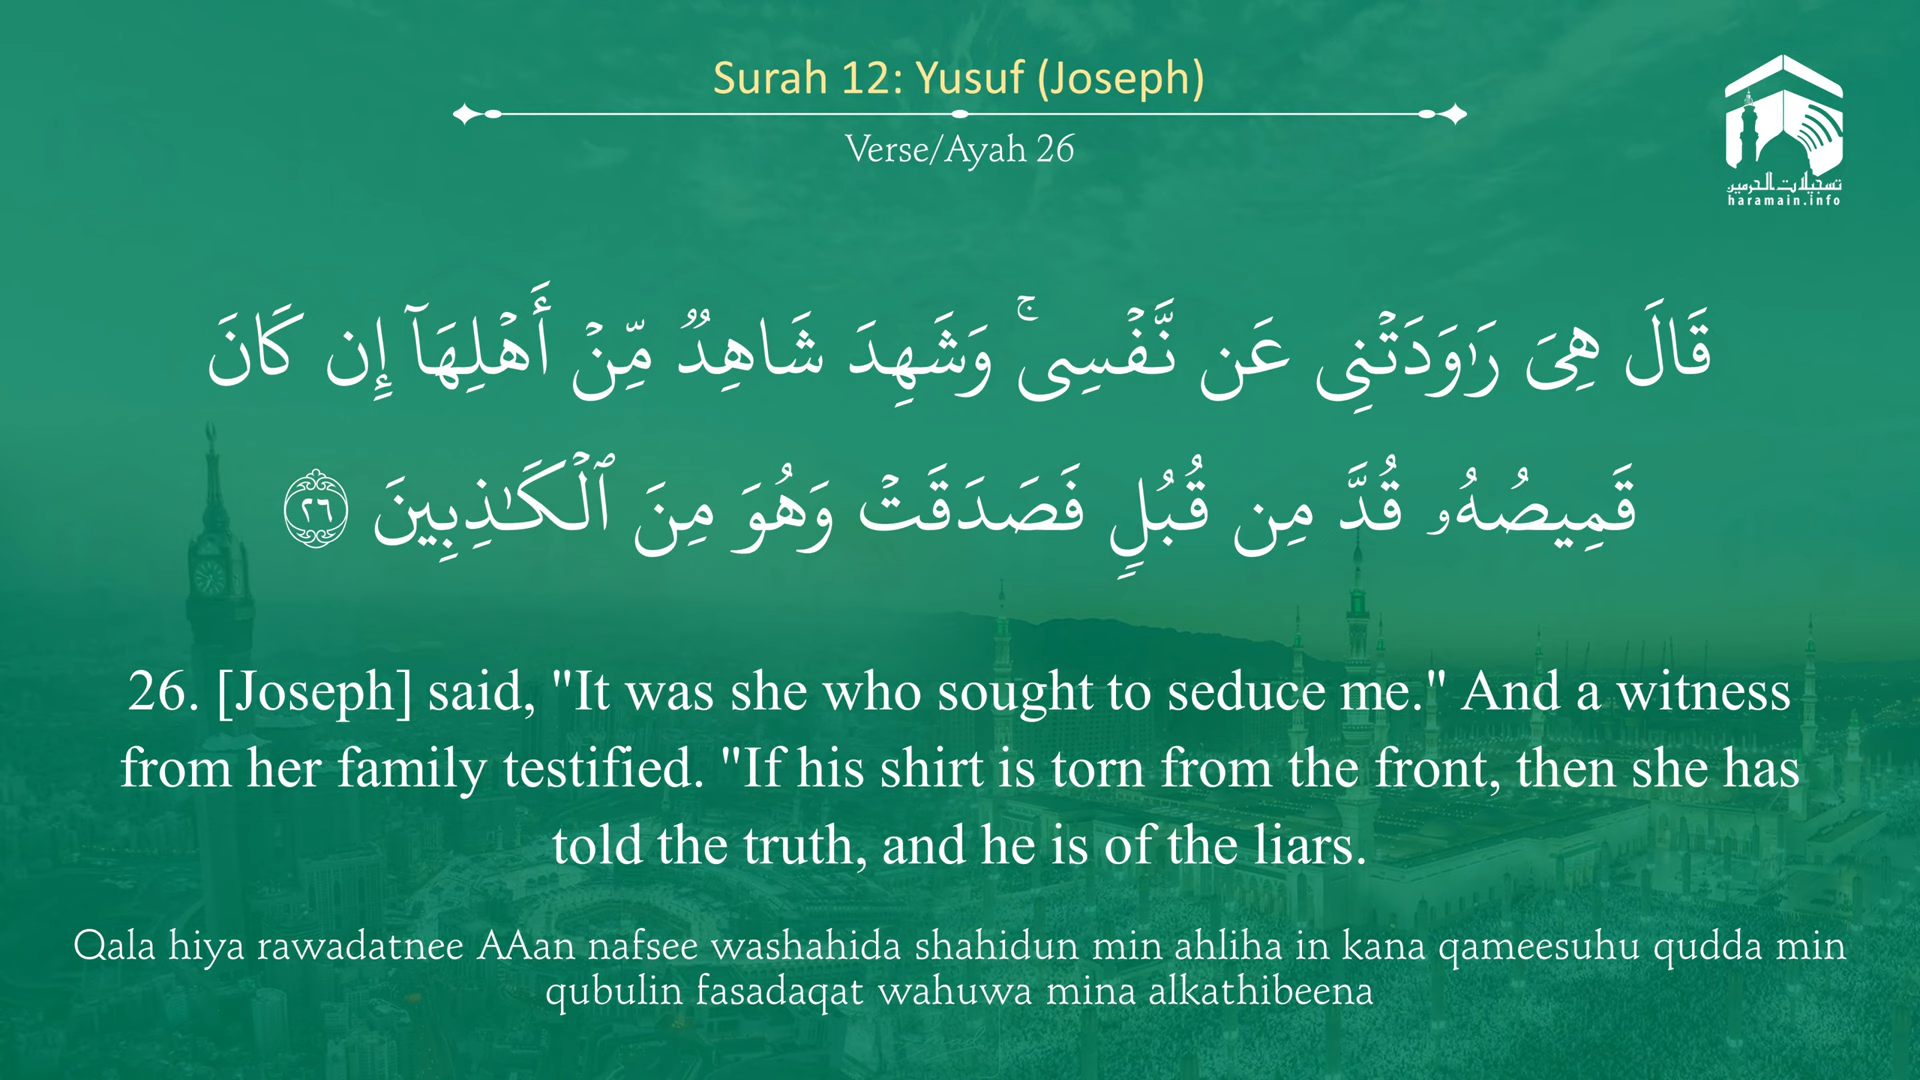 Surah 12: Yusuf (Joseph)
Verse/Ayah 26
تسجيلات الحرمين
haramain.info
قَالَ هِىَ رَٰوَدَتْنِى عَن نَّفْسِى ۚ وَشَهِدَ شَاهِدٌ مِّنْ أَهْلِهَآ إِن كَانَ
قَمِيصُهُۥ قُدَّ مِن قُبُلٍ فَصَدَقَتْ وَهُوَ مِنَ ٱلْكَـٰذِبِينَ ٢٦
26. [Joseph] said, "It was she who sought to seduce me." And a witness
from her family testified. "If his shirt is torn from the front, then she has
told the truth, and he is of the liars.
Qala hiya rawadatnee AAan nafsee washahida shahidun min ahliha in kana qameesuhu qudda min
qubulin fasadaqat wahuwa mina alkathibeena